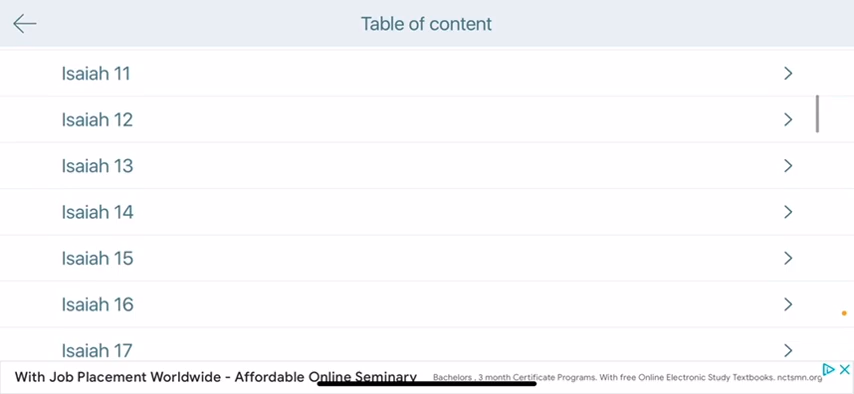 Table of content
Isaiah 11
Isaiah 12
Isaiah 13
Isaiah 14
Isaiah 15
Isaiah 16
Isaiah 17
With Job Placement Worldwide - Affordable Online Seminary
Bachelors , 3 month Certificate Programs. With free Online Electronic Study Textbooks. nctsmn.org